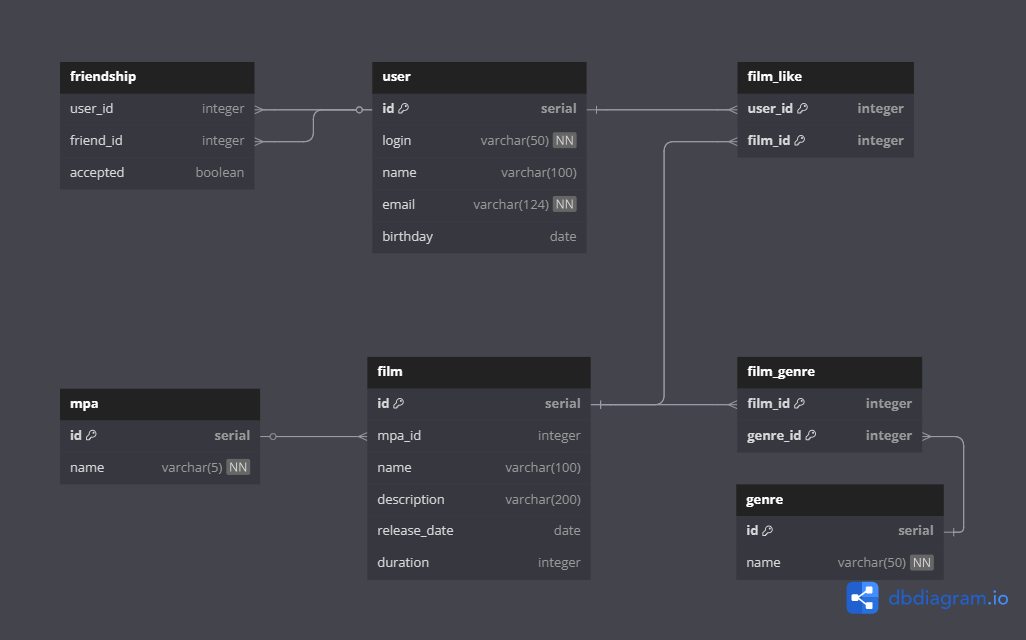 friendship
user_id integer
friend_id integer
accepted boolean
user
id serial
login varchar(50) NN
name varchar(100)
email varchar(124) NN
birthday date
film_like
user_id integer
film_id integer
mpa
id serial
name varchar(5) NN
film
id serial
mpa_id integer
name varchar(100)
description varchar(200)
release_date date
duration integer
film_genre
film_id integer
genre_id integer
genre
id serial
name varchar(50) NN
dbdiagram.io